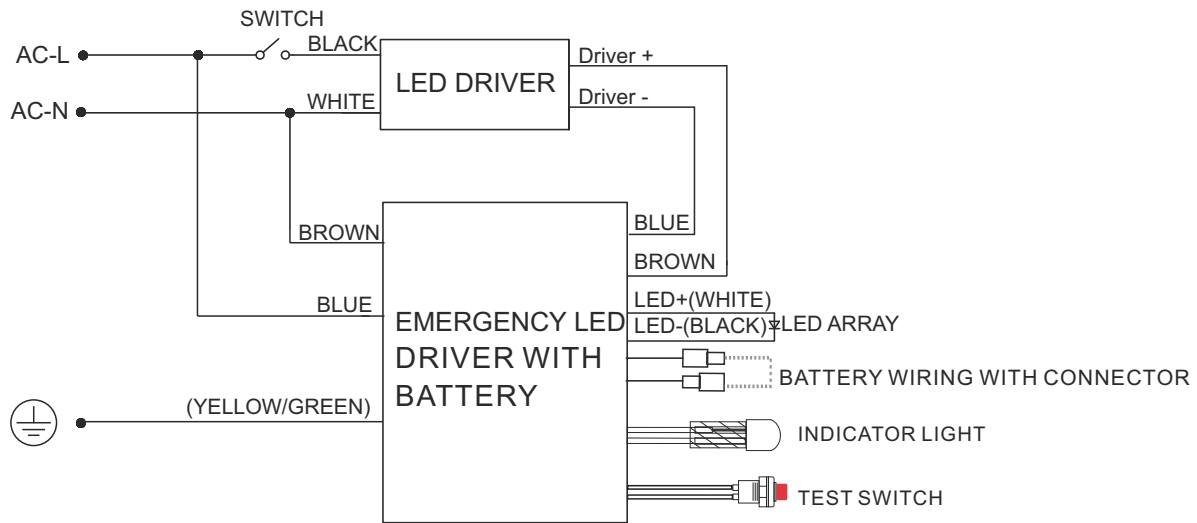 SWITCH
AC-L
BLACK
Driver +
LED DRIVER
AC-N
WHITE
Driver -
BROWN
BLUE
BROWN
BLUE
LED+(WHITE)
EMERGENCY LED
DRIVER WITH
BATTERY
LED-(BLACK)
LED ARRAY
BATTERY WIRING WITH CONNECTOR
(YELLOW/GREEN)
INDICATOR LIGHT
TEST SWITCH